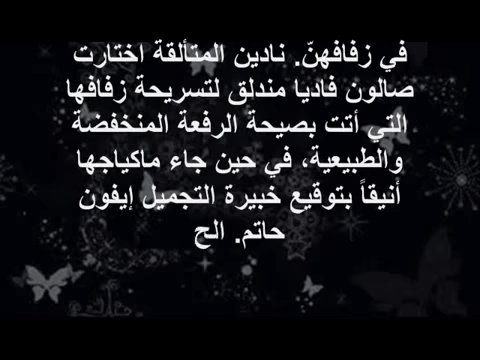 في زفافهنّ. نادين المتألقة اختارت
صالون فاديا مندلق لتسريحة زفافها
التي أتت بصيحة الرفعة المنخفضة
والطبيعية، في حين جاء ماكياجها
أنيقاً بتوقيع خبيرة التجميل إيفون
حاتم. الح